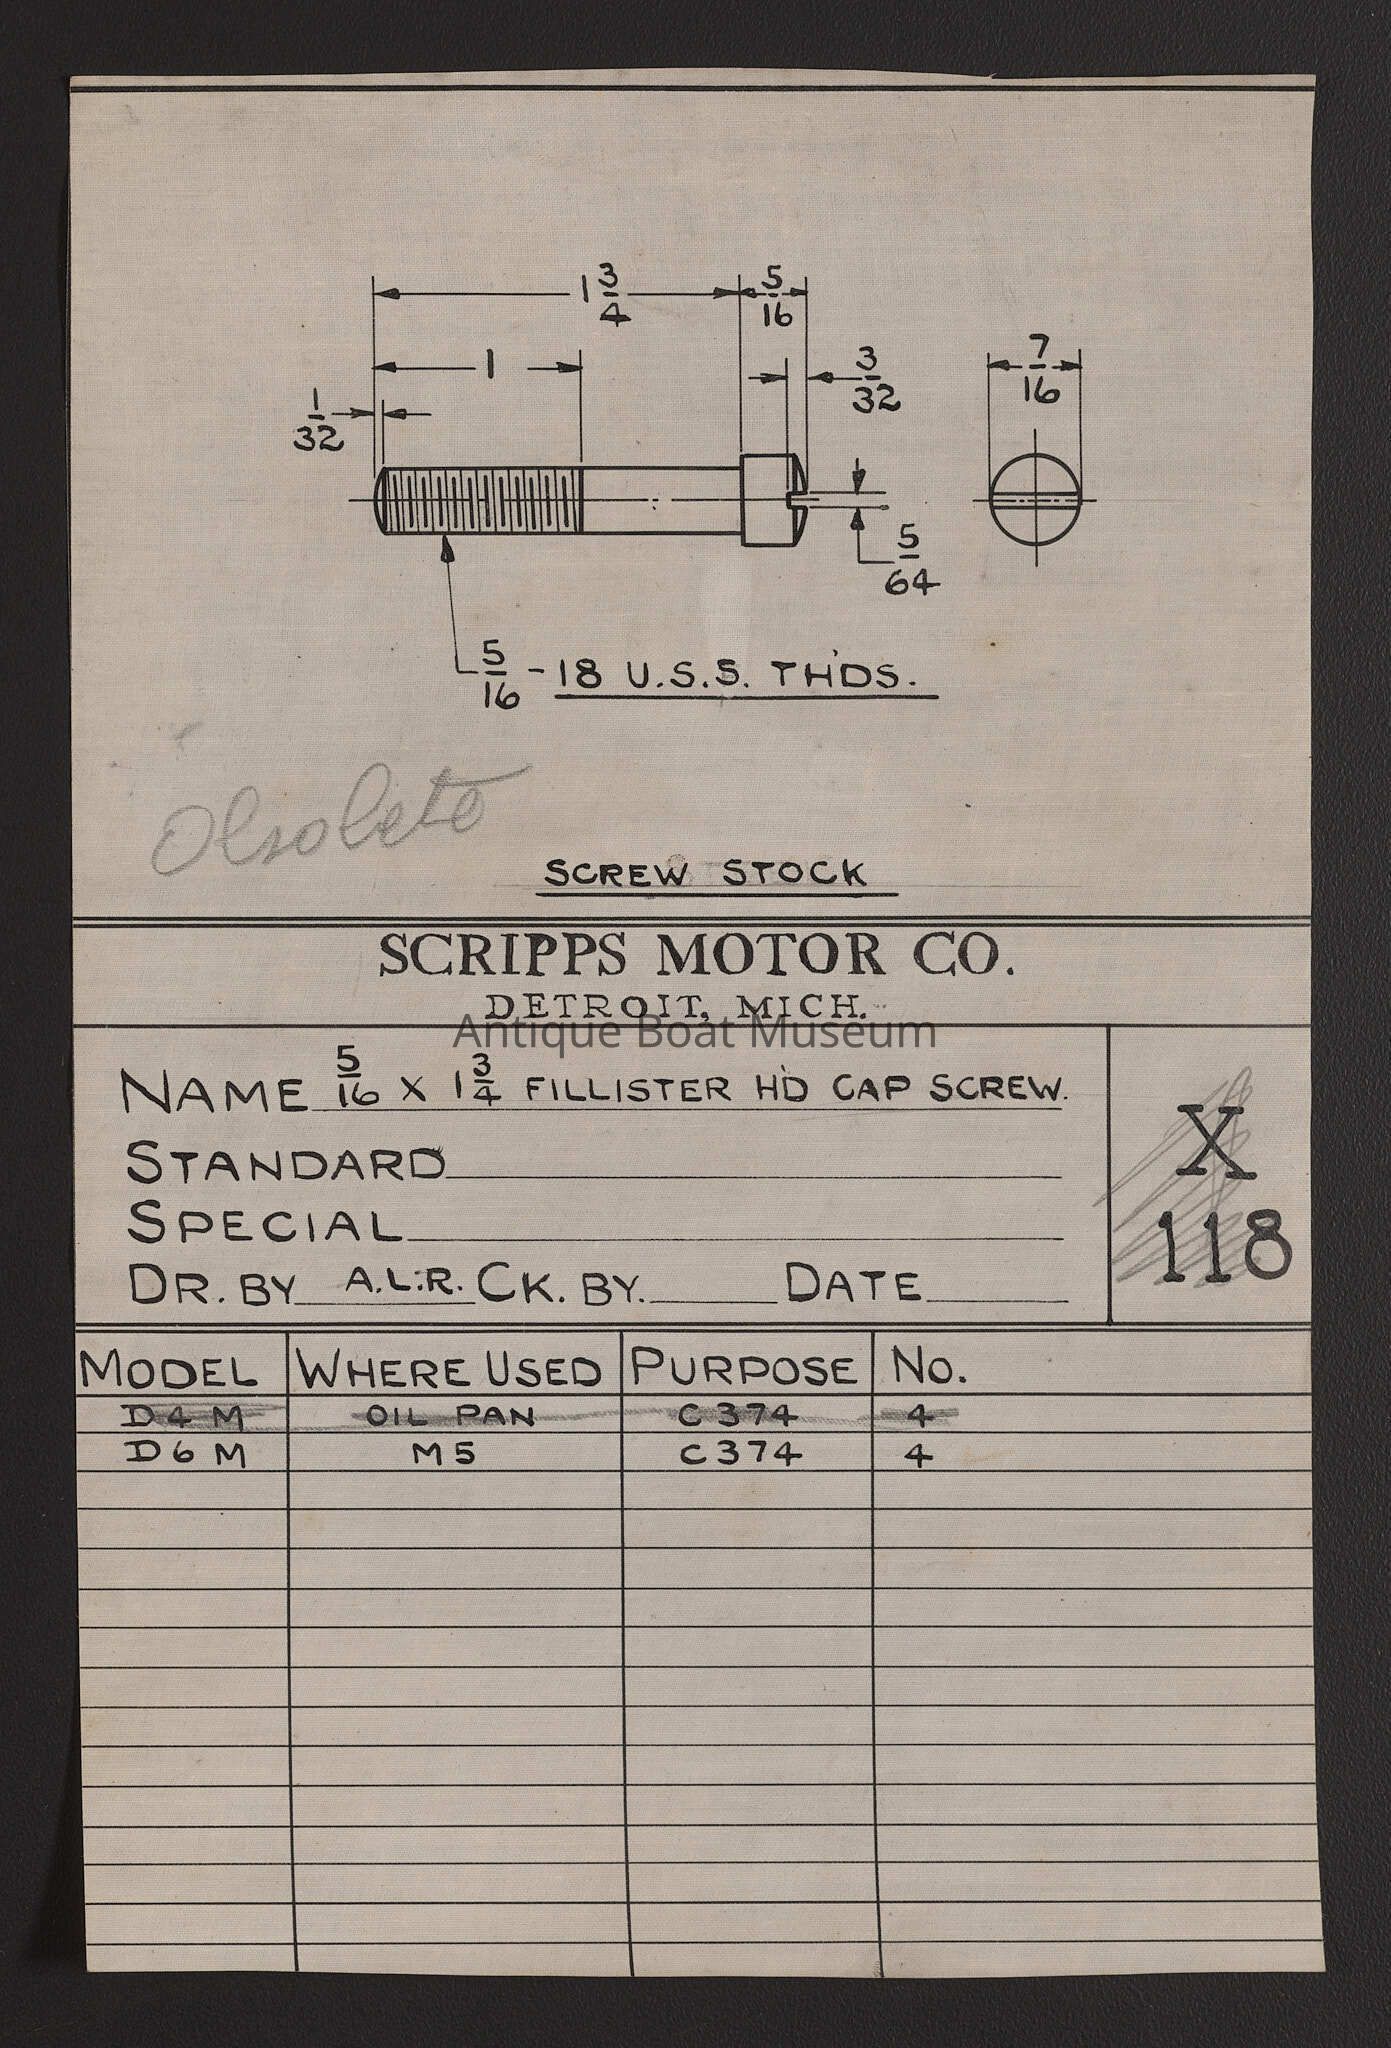 1 3/4 5/16
1 3/32 7/16
1/32
5/64
5/16 - 18 U.S.S. TH'DS.
Obsolete
SCREW STOCK
SCRIPPS MOTOR CO.
DETROIT, MICH.
Antique Boat Museum
NAME 5/16 X 1 3/4 FILLISTER H'D CAP SCREW.
STANDARD
SPECIAL
DR. BY A.L.R. CK. BY. DATE
X
118
MODEL WHERE USED PURPOSE NO.
D4M OIL PAN C374 4
D6M M5 C374 4